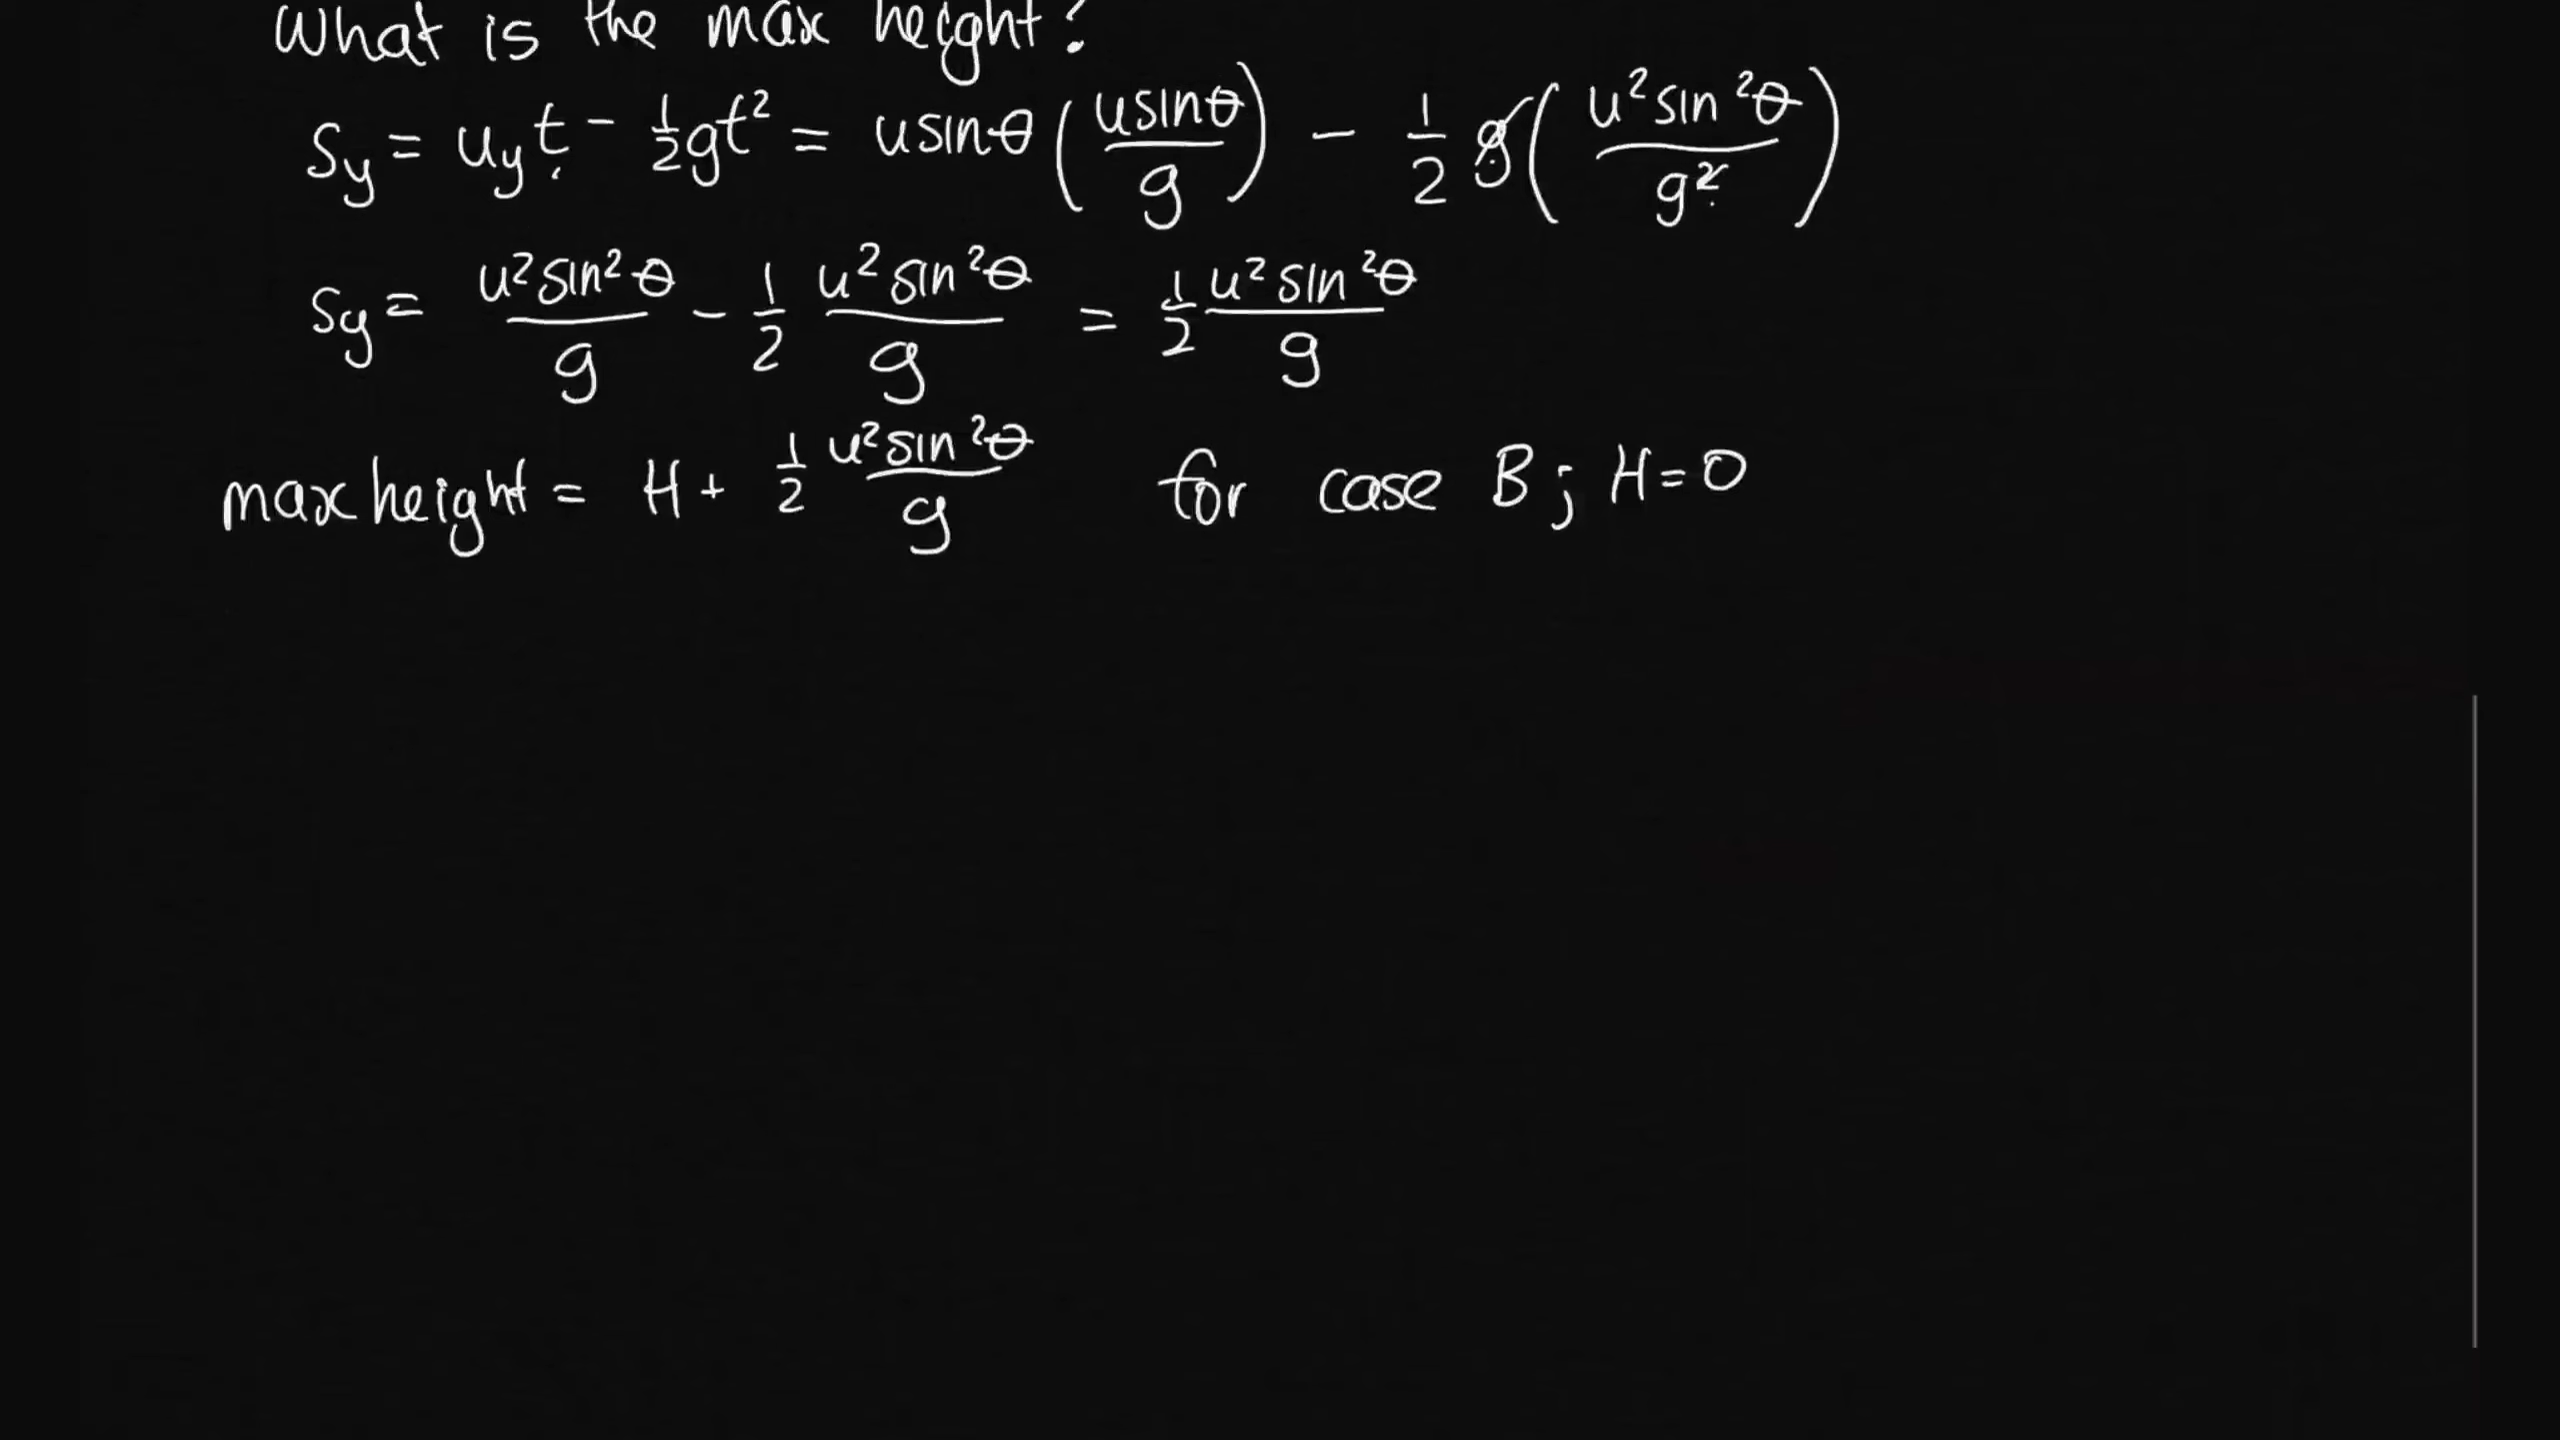 What is the max height?
Sy = uyt - ½gt² = usinθ (usinθ/g) - ½ g(u²sin²θ/g²)
Sy = u²sin²θ/g - ½ u²sin²θ/g = ½ u²sin²θ/g
max height = H + ½ u²sin²θ/g for case B; H=0